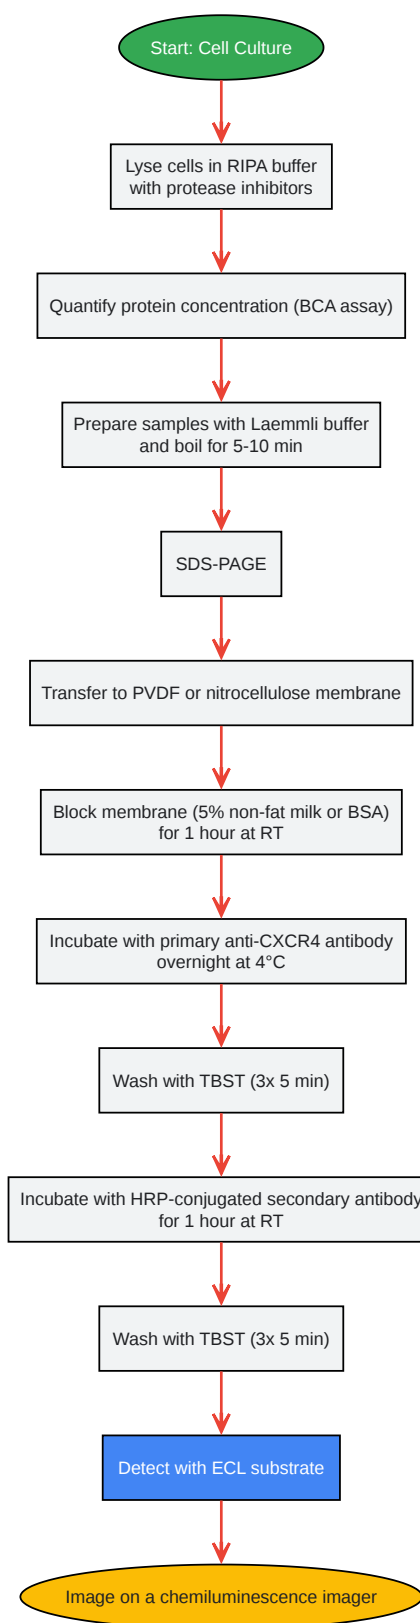 Start: Cell Culture
Lyse cells in RIPA buffer
with protease inhibitors
Quantify protein concentration (BCA assay)
Prepare samples with Laemmli buffer
and boil for 5-10 min
SDS-PAGE
Transfer to PVDF or nitrocellulose membrane
Block membrane (5% non-fat milk or BSA)
for 1 hour at RT
Incubate with primary anti-CXCR4 antibody
overnight at 4°C
Wash with TBST (3x 5 min)
Incubate with HRP-conjugated secondary antibody
for 1 hour at RT
Wash with TBST (3x 5 min)
Detect with ECL substrate
Image on a chemiluminescence imager